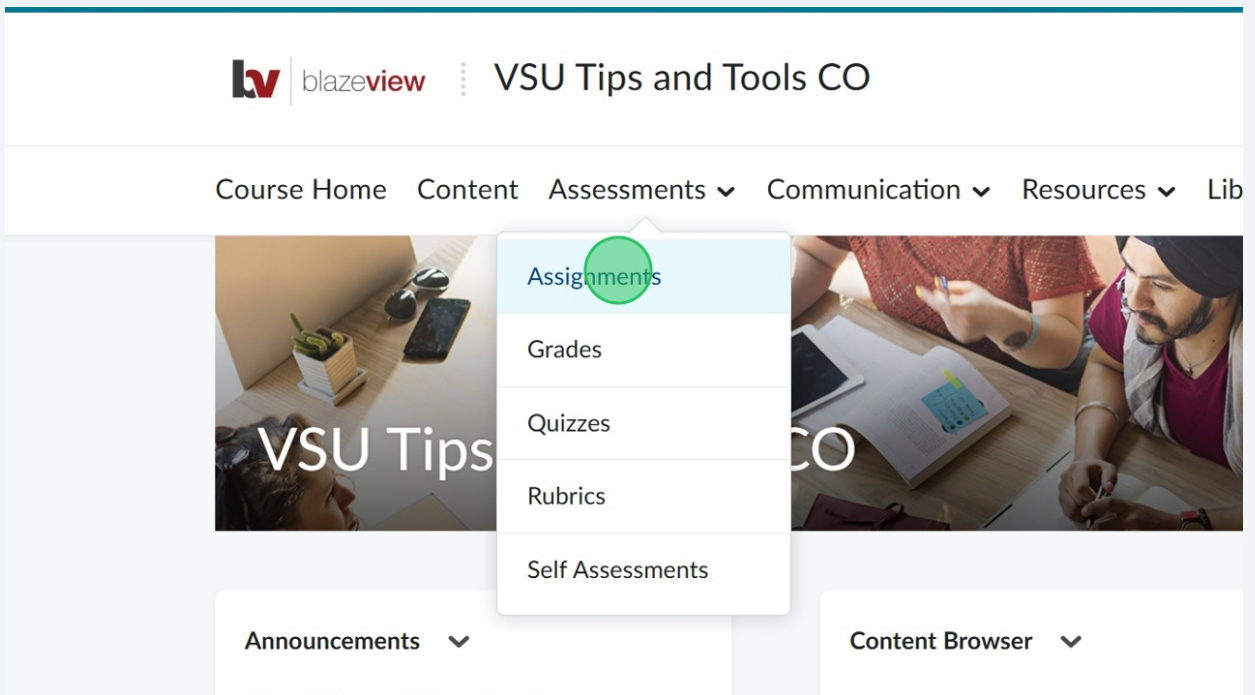 bv blazeview VSU Tips and Tools CO
Course Home Content Assessments Communication Resources Lib
Assignments
Grades
Quizzes
VSU Tips CO
Rubrics
Self Assessments
Announcements Content Browser